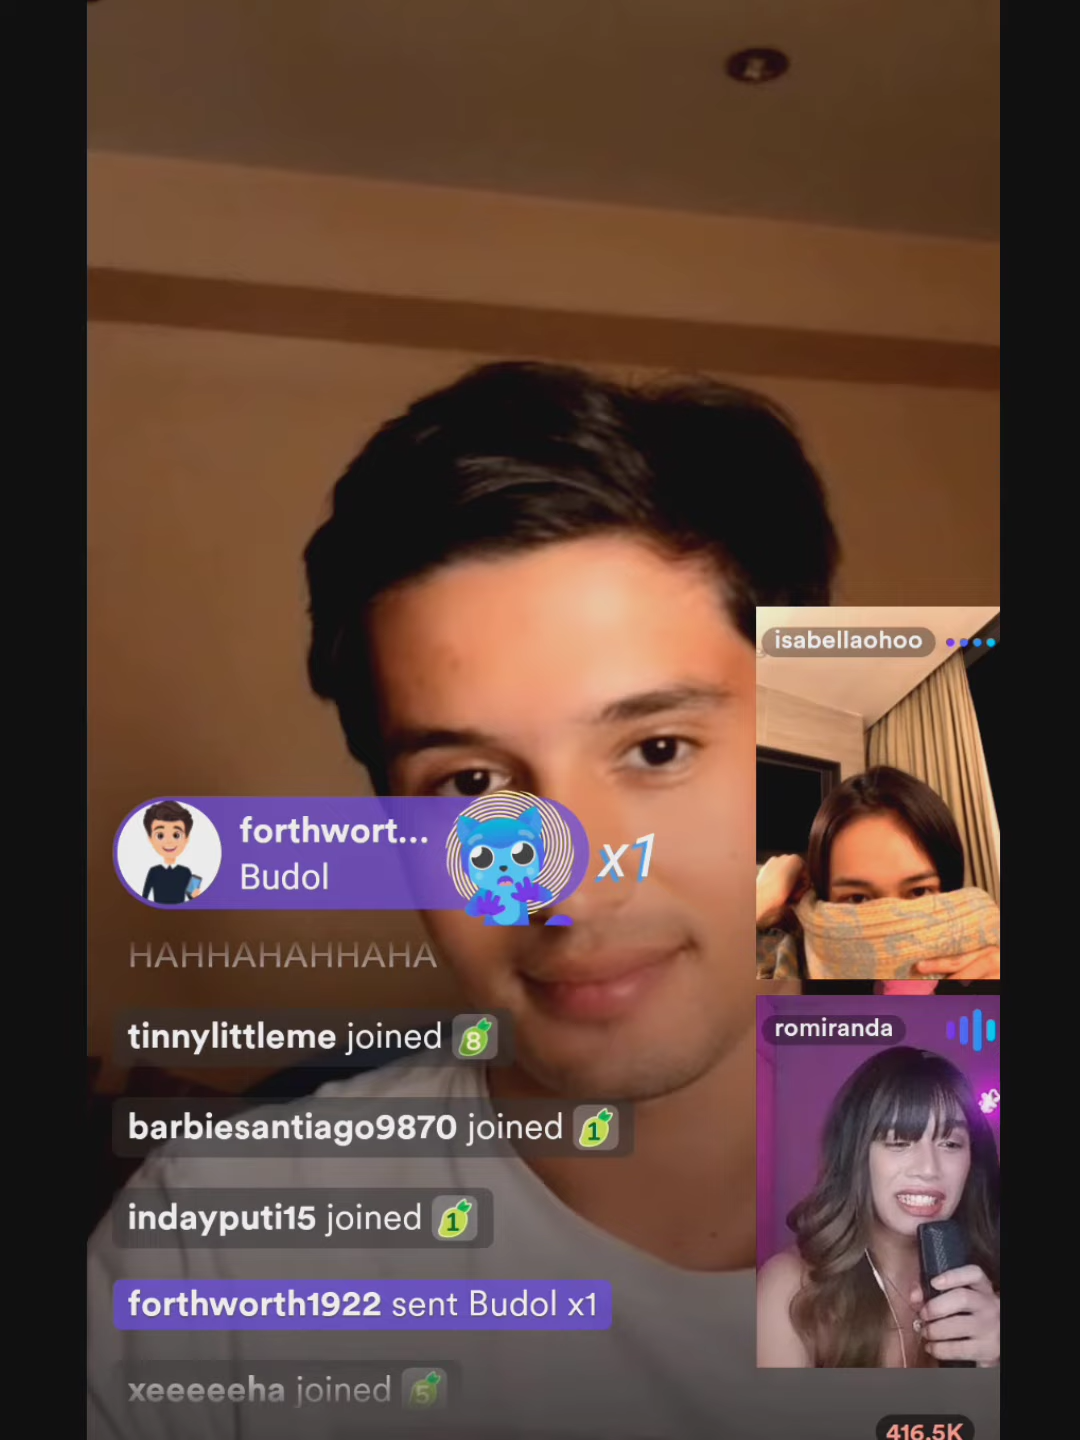 isabellaohoo
forthwort...
Budol
x1
HAHHAHAHHAHA
romiranda
tinnylittleme joined 8
barbiesantiago9870 joined 1
indayputi15 joined 1
forthworth1922 sent Budol x1
xeeeeeha joined 5
416.5K